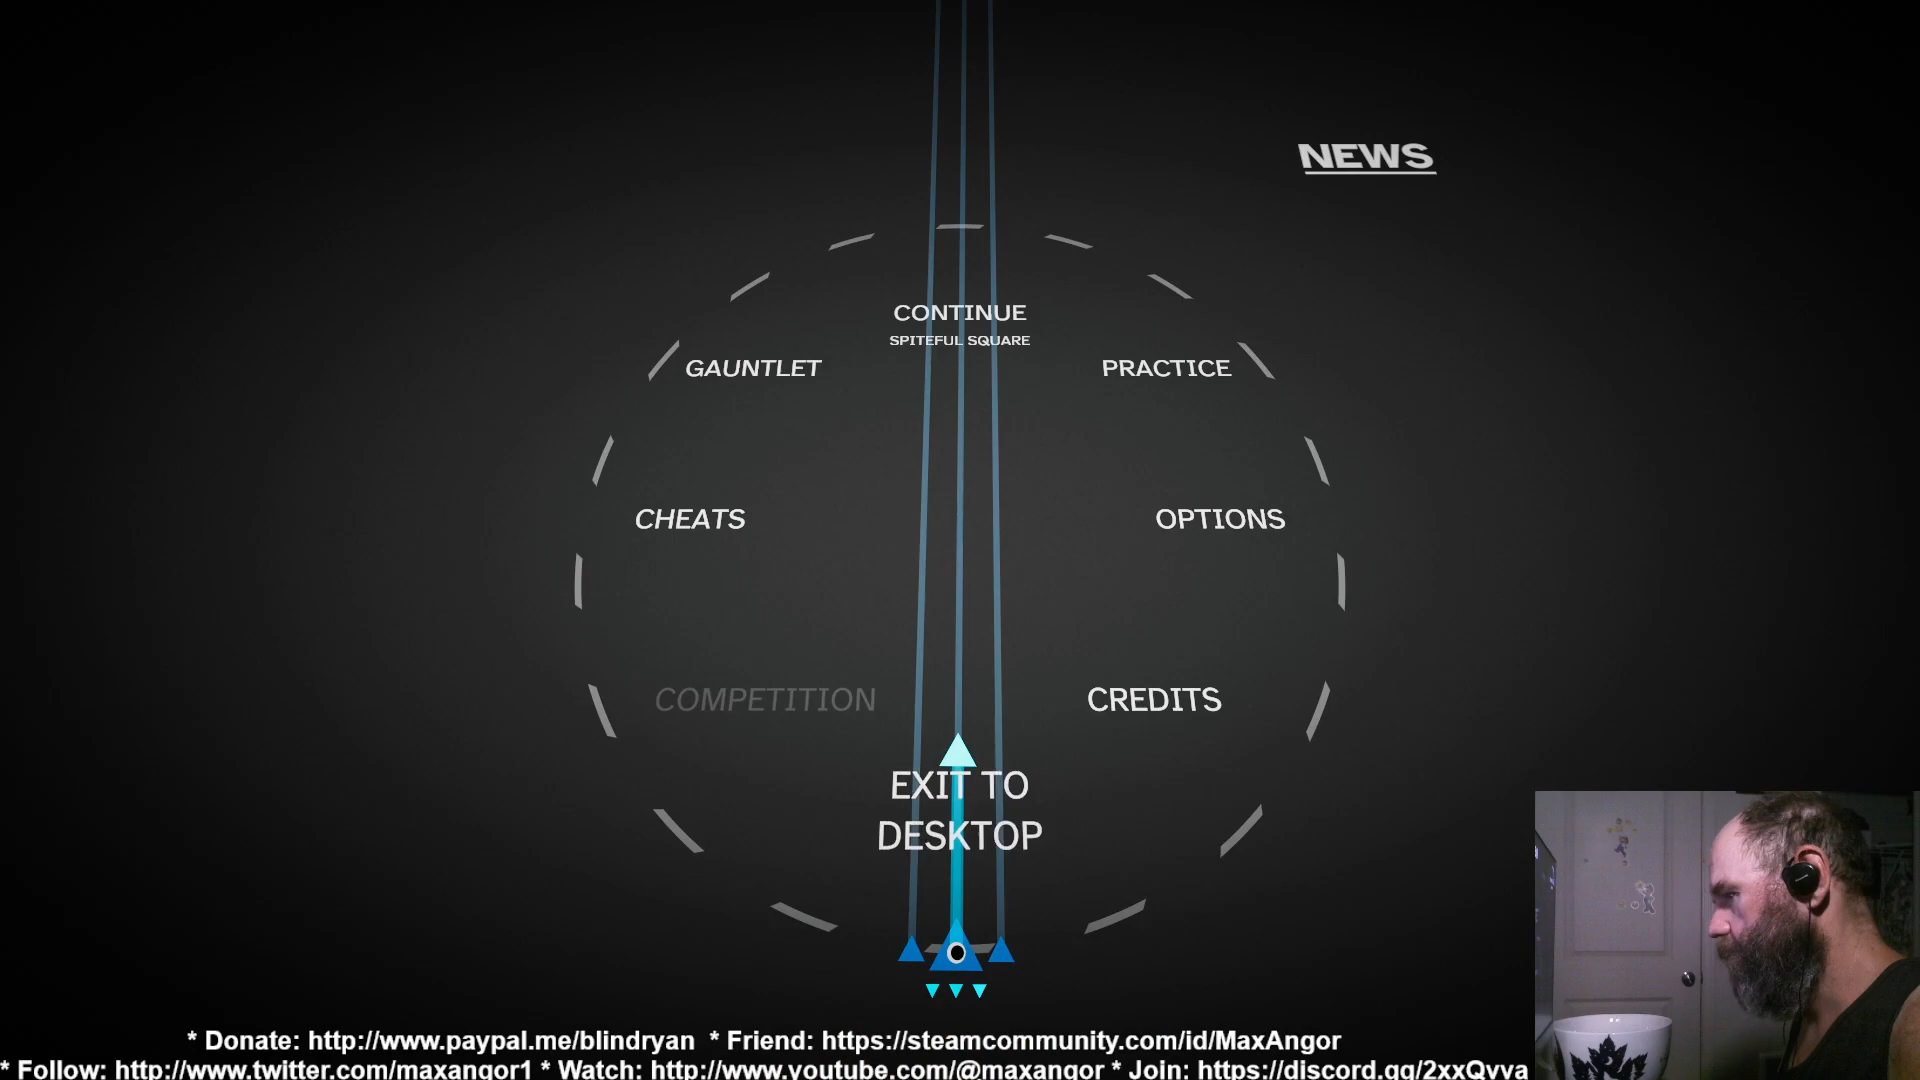 NEWS
CONTINUE
SPITEFUL SQUARE
GAUNTLET
PRACTICE
CHEATS
OPTIONS
COMPETITION
CREDITS
EXIT TO
DESKTOP
* Donate: http://www.paypal.me/blindryan * Friend: https://steamcommunity.com/id/MaxAngor
* Follow: http://www.twitter.com/maxangor1 * Watch: http://www.youtube.com/@maxangor * Join: https://discord.gg/2xxQvva